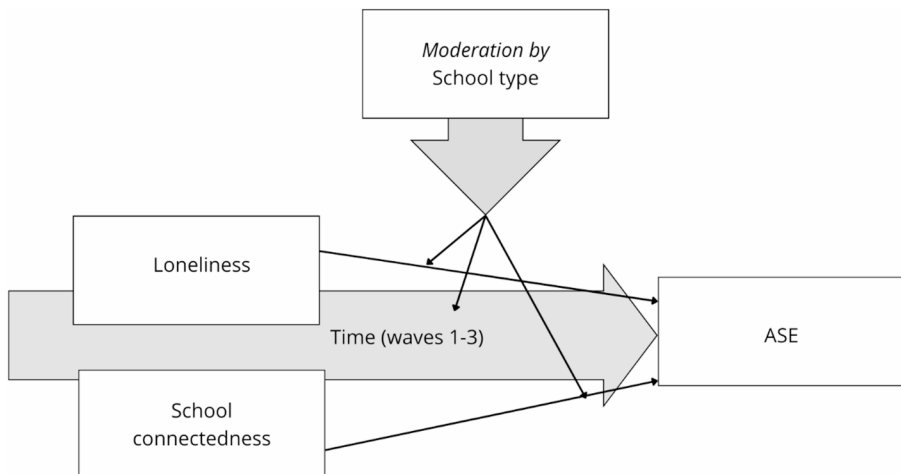 Moderation by
School type
Loneliness
Time (waves 1-3)
ASE
School
connectedness